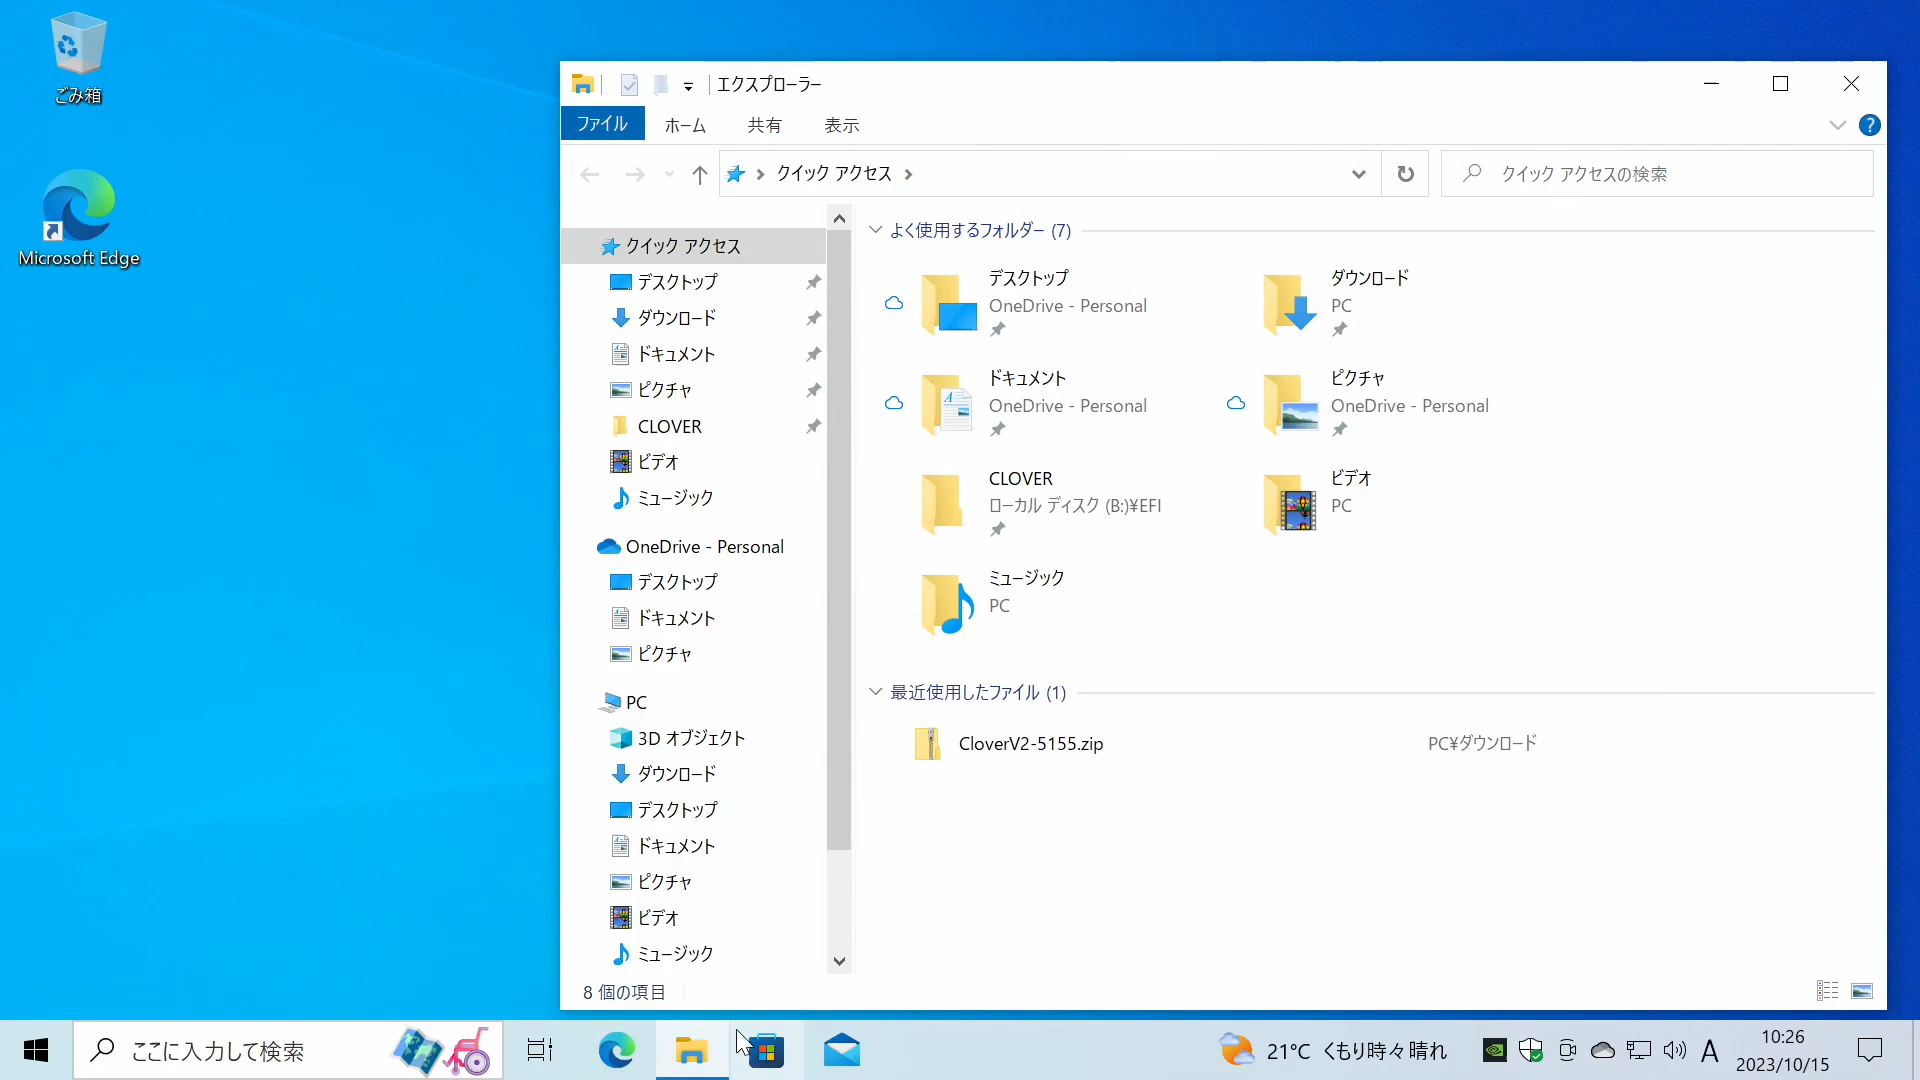 ごみ箱
Microsoft Edge
エクスプローラー
ファイル
ホーム
共有
表示
?
クイック アクセス
クイック アクセスの検索
クイック アクセス
デスクトップ
ダウンロード
ドキュメント
ピクチャ
CLOVER
ビデオ
ミュージック
OneDrive - Personal
デスクトップ
ドキュメント
ピクチャ
PC
3D オブジェクト
ダウンロード
デスクトップ
ドキュメント
ピクチャ
ビデオ
ミュージック
よく使用するフォルダー (7)
デスクトップ
OneDrive - Personal
ダウンロード
PC
ドキュメント
OneDrive - Personal
ピクチャ
OneDrive - Personal
CLOVER
ローカル ディスク (B:)¥EFI
ビデオ
PC
ミュージック
PC
最近使用したファイル (1)
CloverV2-5155.zip
PC¥ダウンロード
8 個の項目
ここに入力して検索
21°C くもり時々晴れ
A
10:26
2023/10/15